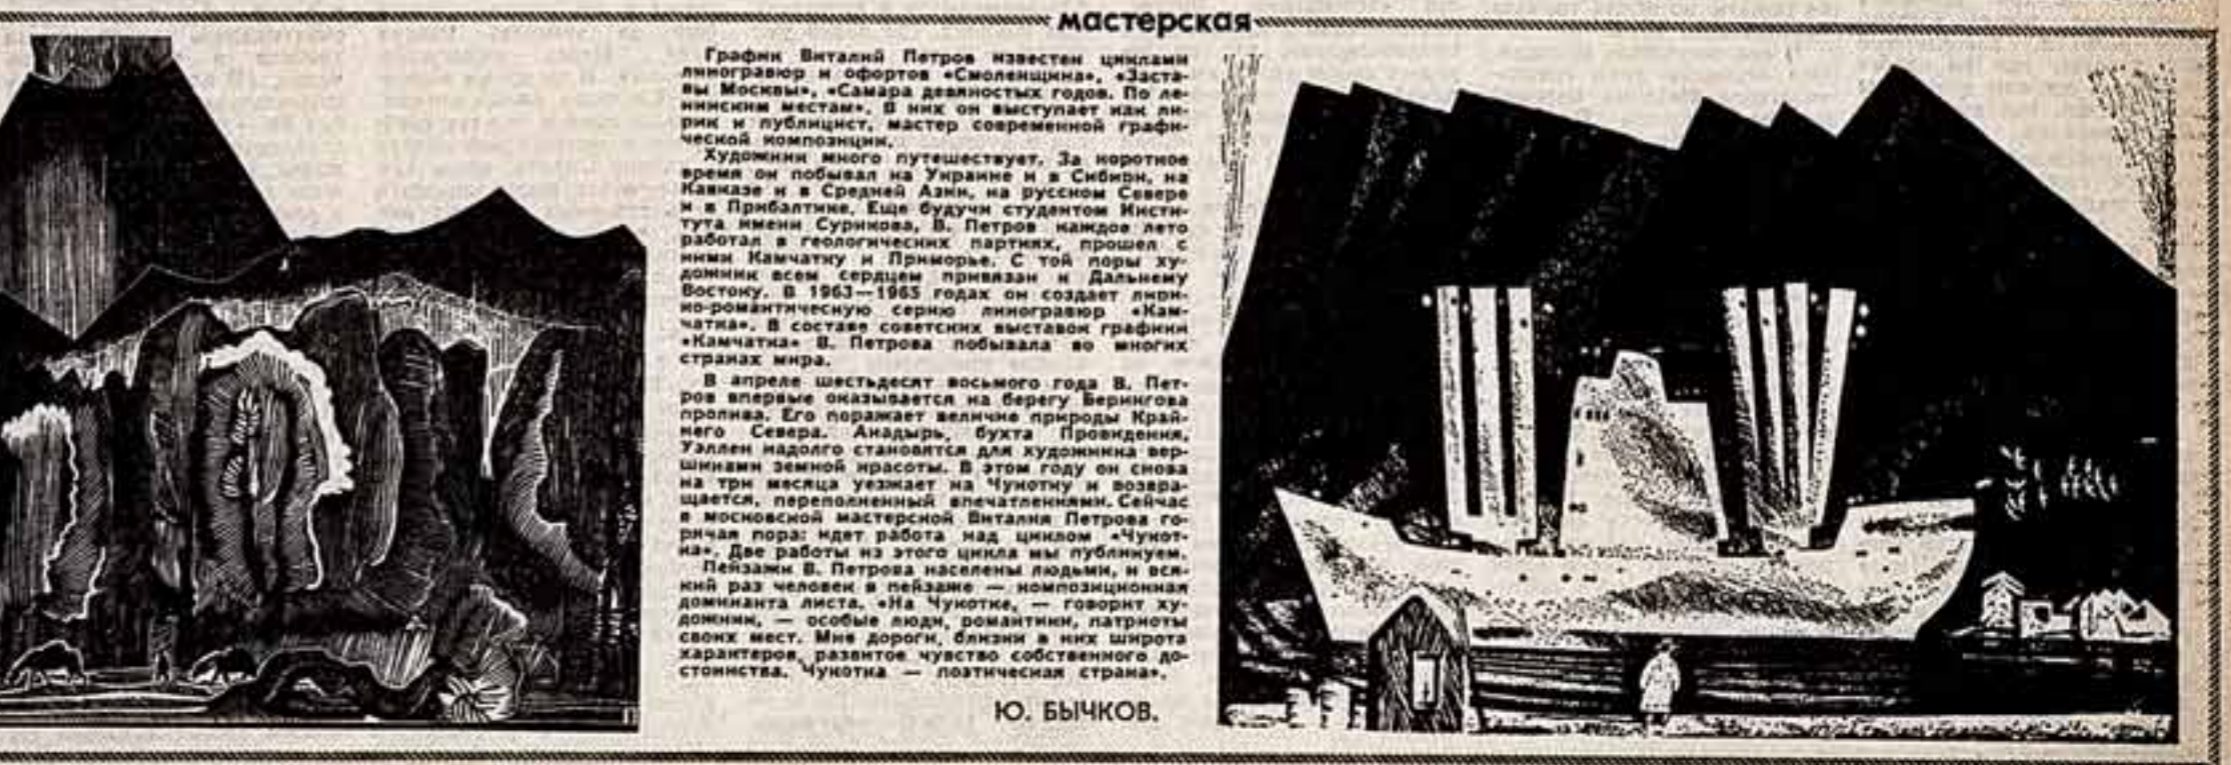 мастерская
График Виталий Петров известен циклами
линогравюр и офортов «Смоленщина», «Заста-
вы Москвы», «Самара девяностых годов. По ле-
нинским местам». В них он выступает как ли-
рик и публицист, мастер современной графи-
ческой композиции.
Художник много путешествует. За короткое
время он побывал на Украине и в Сибири, на
Кавказе и в Средней Азии, на русском Севере
и в Прибалтике. Еще будучи студентом Инсти-
тута имени Сурикова, В. Петров каждое лето
работал в геологических партиях, прошел с
ними Камчатку и Приморье. С той поры ху-
дожник всем сердцем привязан к Дальнему
Востоку. В 1963—1965 годах он создает лири-
ко-романтическую серию линогравюр «Кам-
чатка». В составе советских выставок графики
«Камчатка» В. Петрова побывала во многих
странах мира.
В апреле шестьдесят восьмого года В. Пет-
ров впервые оказывается на берегу Берингова
пролива. Его поражает величие природы Край-
него Севера. Анадырь, бухта Провидения,
Уэллен надолго становятся для художника вер-
шинами земной красоты. В этом году он снова
на три месяца уезжает на Чукотку и возвра-
щается, переполненный впечатлениями. Сейчас
в московской мастерской Виталия Петрова го-
рячая пора: идет работа над циклом «Чукот-
ка». Две работы из этого цикла мы публикуем.
Пейзажи В. Петрова населены людьми, и вся-
кий раз человек в пейзаже — композиционная
доминанта листа. «На Чукотке, — говорит ху-
дожник, — особые люди, романтики, патриоты
своих мест. Мне дороги, близки в них широта
характеров, развитое чувство собственного до-
стоинства. Чукотка — поэтическая страна».
Ю. БЫЧКОВ.